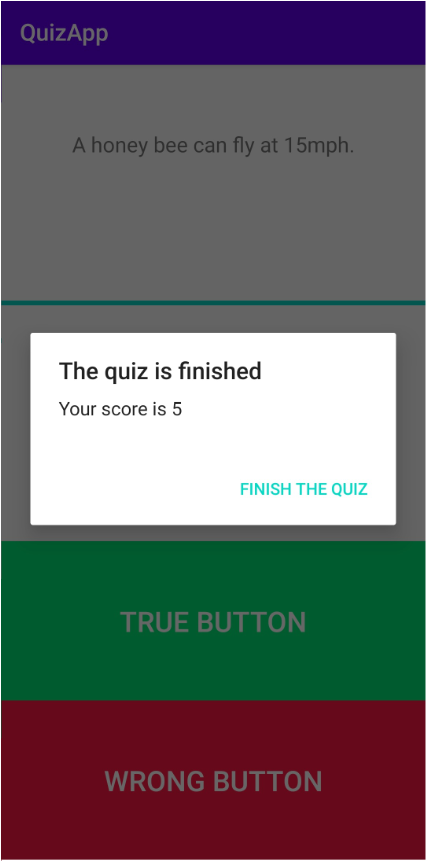 QuizApp
A honey bee can fly at 15mph.
The quiz is finished
Your score is 5
FINISH THE QUIZ
TRUE BUTTON
WRONG BUTTON